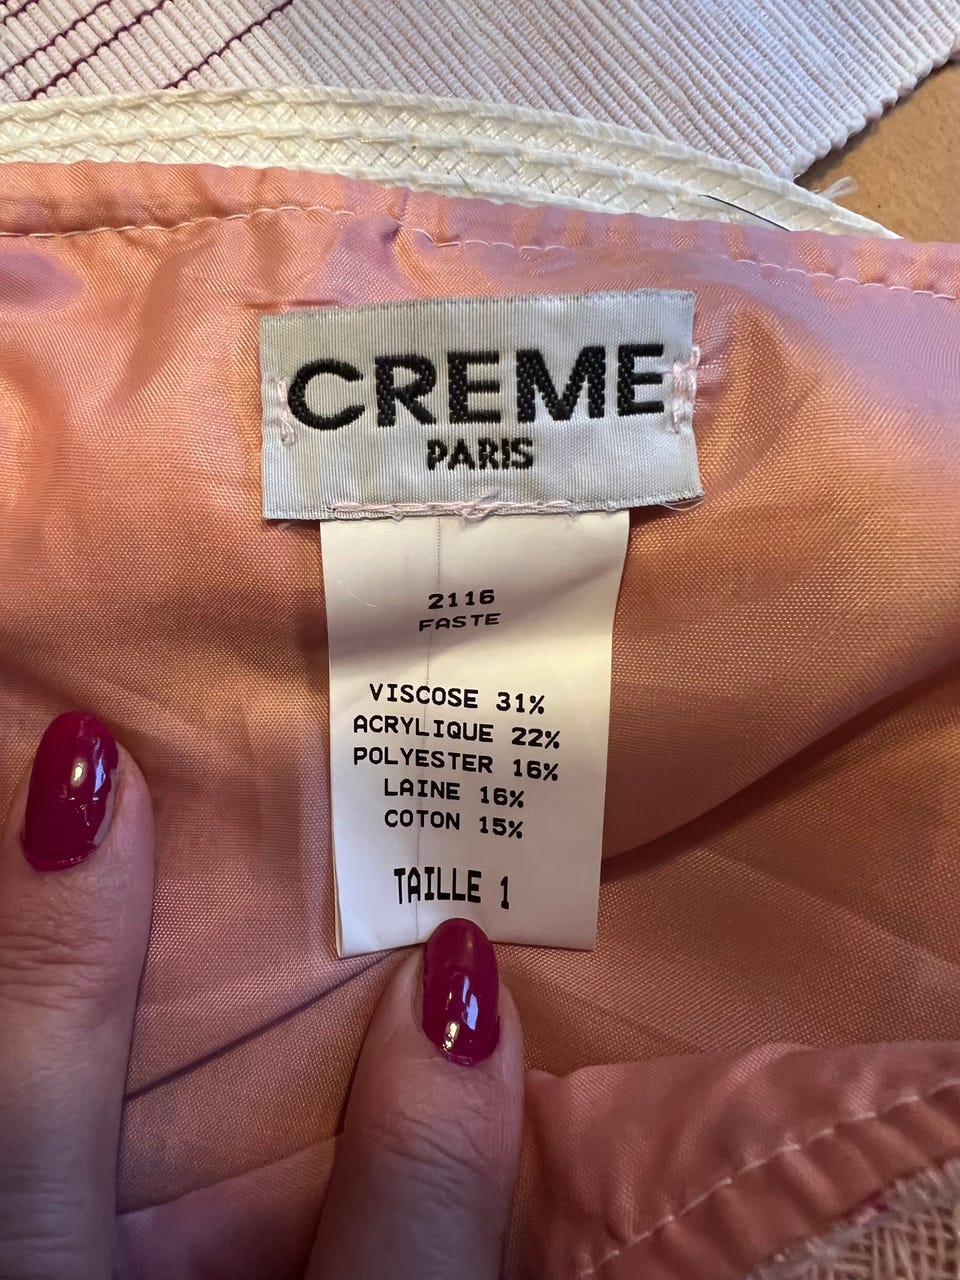 CREME
PARIS
2116
FASTE
VISCOSE 31%
ACRYLIQUE 22%
POLYESTER 16%
LAINE 16%
COTON 15%
TAILLE 1